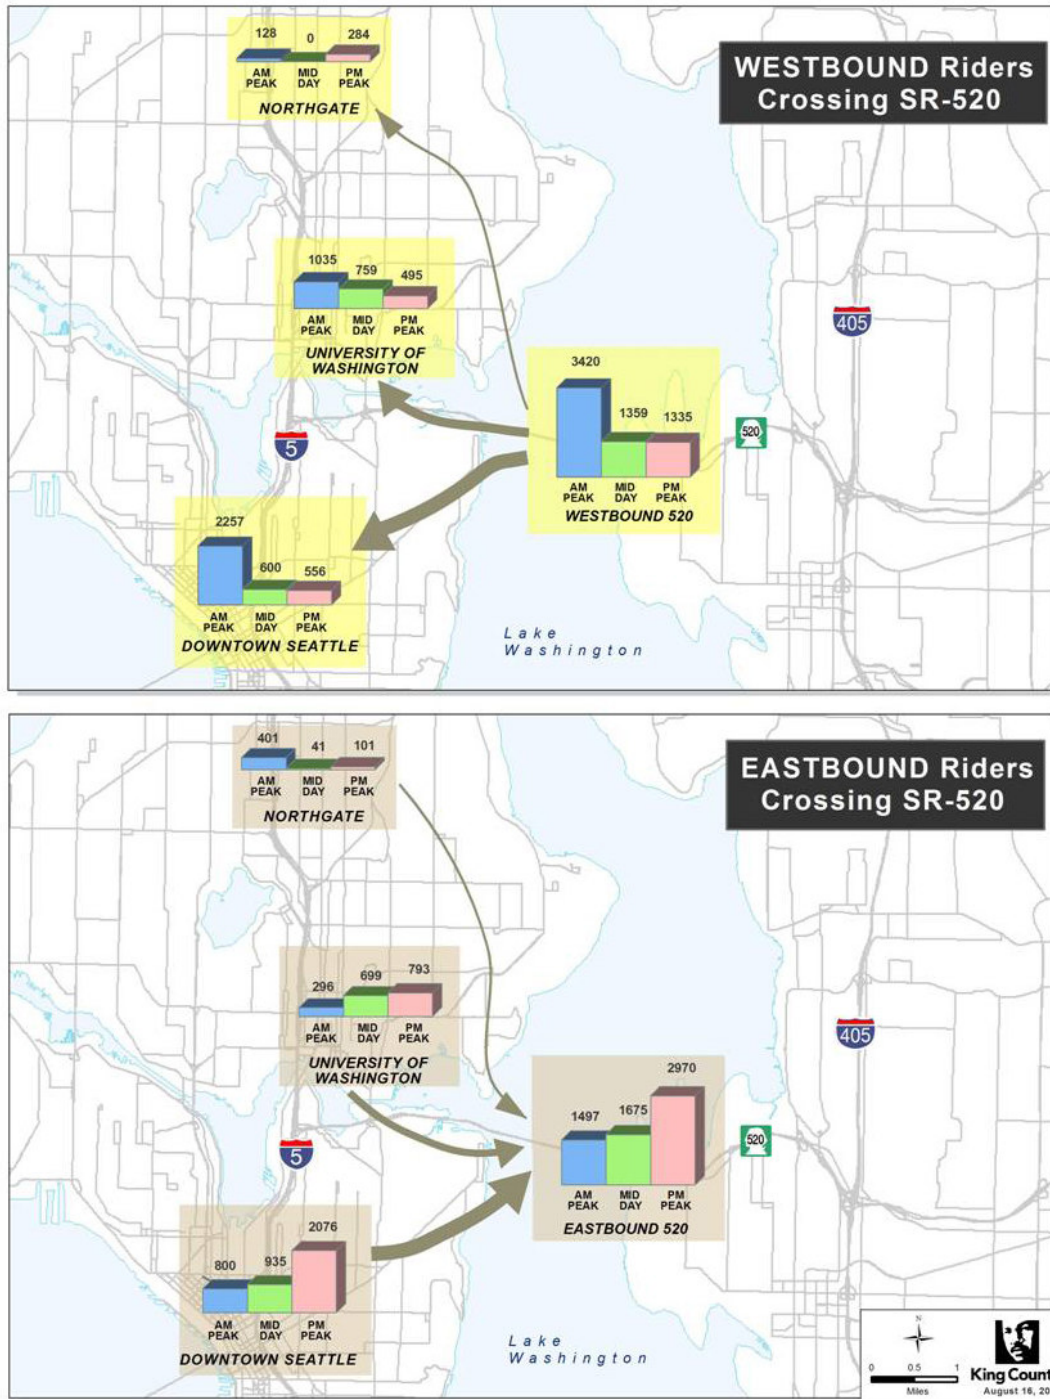 WESTBOUND Riders
Crossing SR-520
128 0 284
AM PEAK MID DAY PM PEAK
NORTHGATE
1035 759 495
AM PEAK MID DAY PM PEAK
UNIVERSITY OF
WASHINGTON
405
3420 1359 1335
AM PEAK MID DAY PM PEAK
WESTBOUND 520
520
5
2257 600 556
AM PEAK MID DAY PM PEAK
DOWNTOWN SEATTLE
Lake
Washington
EASTBOUND Riders
Crossing SR-520
401 41 101
AM PEAK MID DAY PM PEAK
NORTHGATE
296 699 793
AM PEAK MID DAY PM PEAK
UNIVERSITY OF
WASHINGTON
405
1497 1675 2970
AM PEAK MID DAY PM PEAK
EASTBOUND 520
520
5
800 935 2076
AM PEAK MID DAY PM PEAK
DOWNTOWN SEATTLE
Lake
Washington
N
0 0.5 1
Miles
King Count
August 16, 20